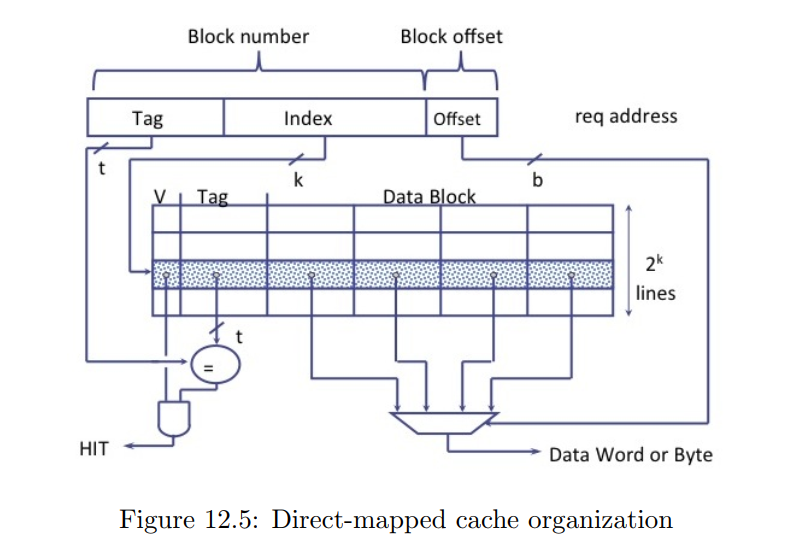 Block number Block offset
Tag Index Offset req address
t k b
V Tag Data Block
2k
lines
t
=
HIT
Data Word or Byte
Figure 12.5: Direct-mapped cache organization